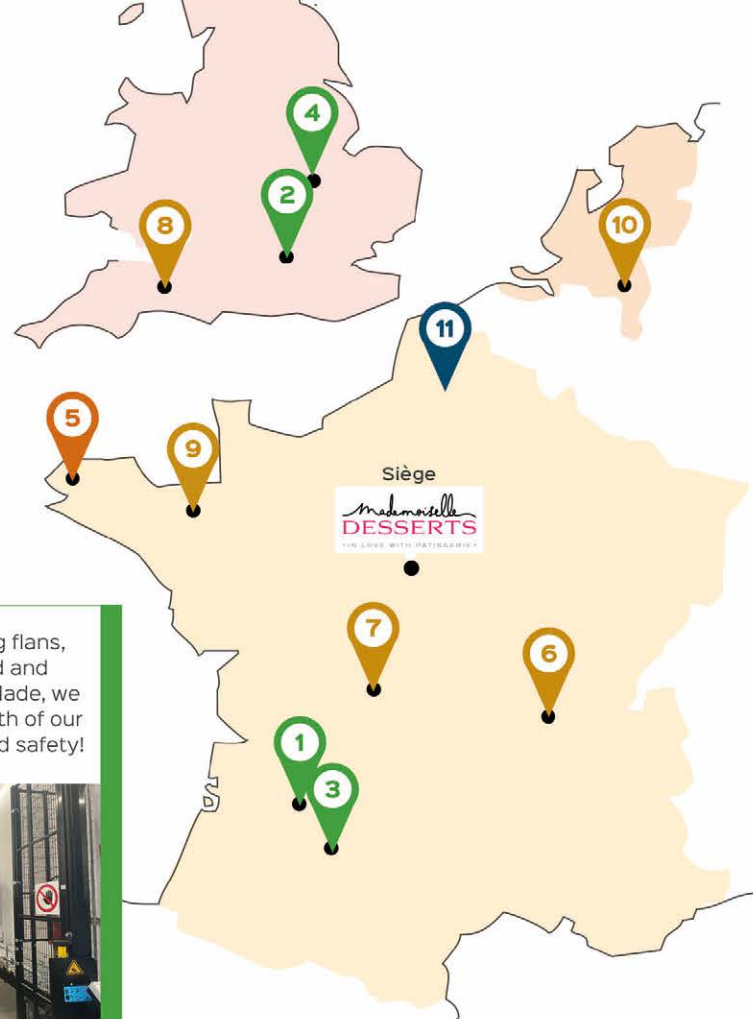 4
2
8
10
11
5
9
Siège
Mademoiselle
DESSERTS
• IN LOVE WITH PATISSERIE •
7
6
1
3
g flans,
d and
lade, we
th of our
d safety!